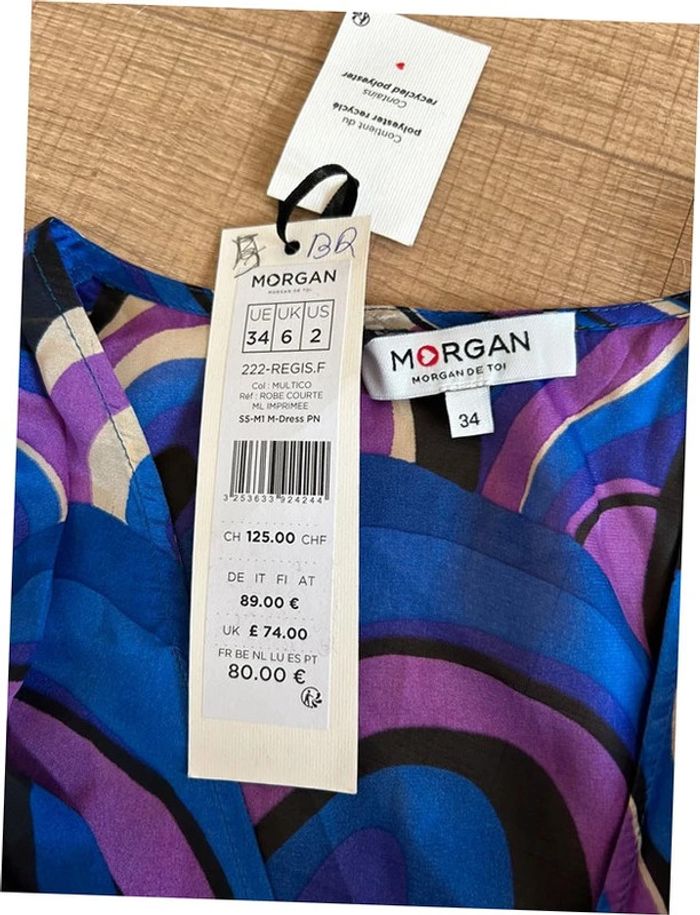 Contient du
polyester recyclé
Contains
recycled polyester
BR
MORGAN
MORGAN DE TOI
UE UK US
34 6 2
222-REGIS.F
Col : MULTICO
Réf : ROBE COURTE
ML IMPRIMEE
S5-M1 M-Dress PN
3 253633 924244
CH 125.00 CHF
DE IT FI AT
89.00 €
UK £ 74.00
FR BE NL LU ES PT
80.00 €
MORGAN
MORGAN DE TOI
34